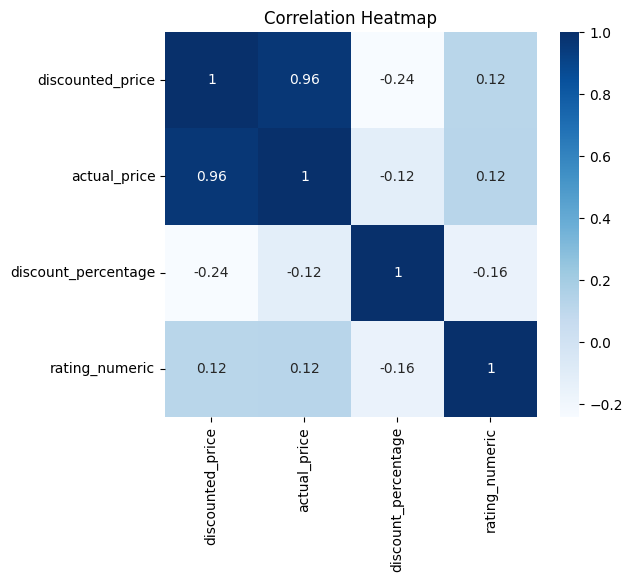 Correlation Heatmap
discounted_price 1 0.96 -0.24 0.12
actual_price 0.96 1 -0.12 0.12
discount_percentage -0.24 -0.12 1 -0.16
rating_numeric 0.12 0.12 -0.16 1
discounted_price
actual_price
discount_percentage
rating_numeric
1.0
0.8
0.6
0.4
0.2
0.0
−0.2